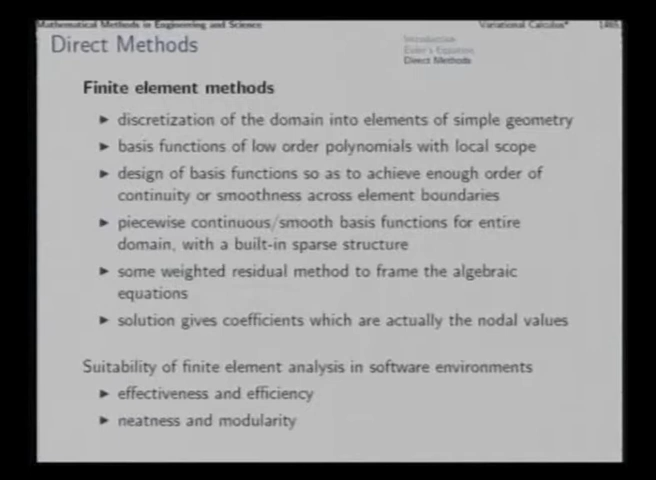 Mathematical Methods in Engineering and Science
Variational Calculus*
Direct Methods
Introduction
Euler's Equation
Direct Methods
Finite element methods
► discretization of the domain into elements of simple geometry
► basis functions of low order polynomials with local scope
► design of basis functions so as to achieve enough order of
continuity or smoothness across element boundaries
► piecewise continuous/smooth basis functions for entire
domain, with a built-in sparse structure
► some weighted residual method to frame the algebraic
equations
► solution gives coefficients which are actually the nodal values
Suitability of finite element analysis in software environments
► effectiveness and efficiency
► neatness and modularity